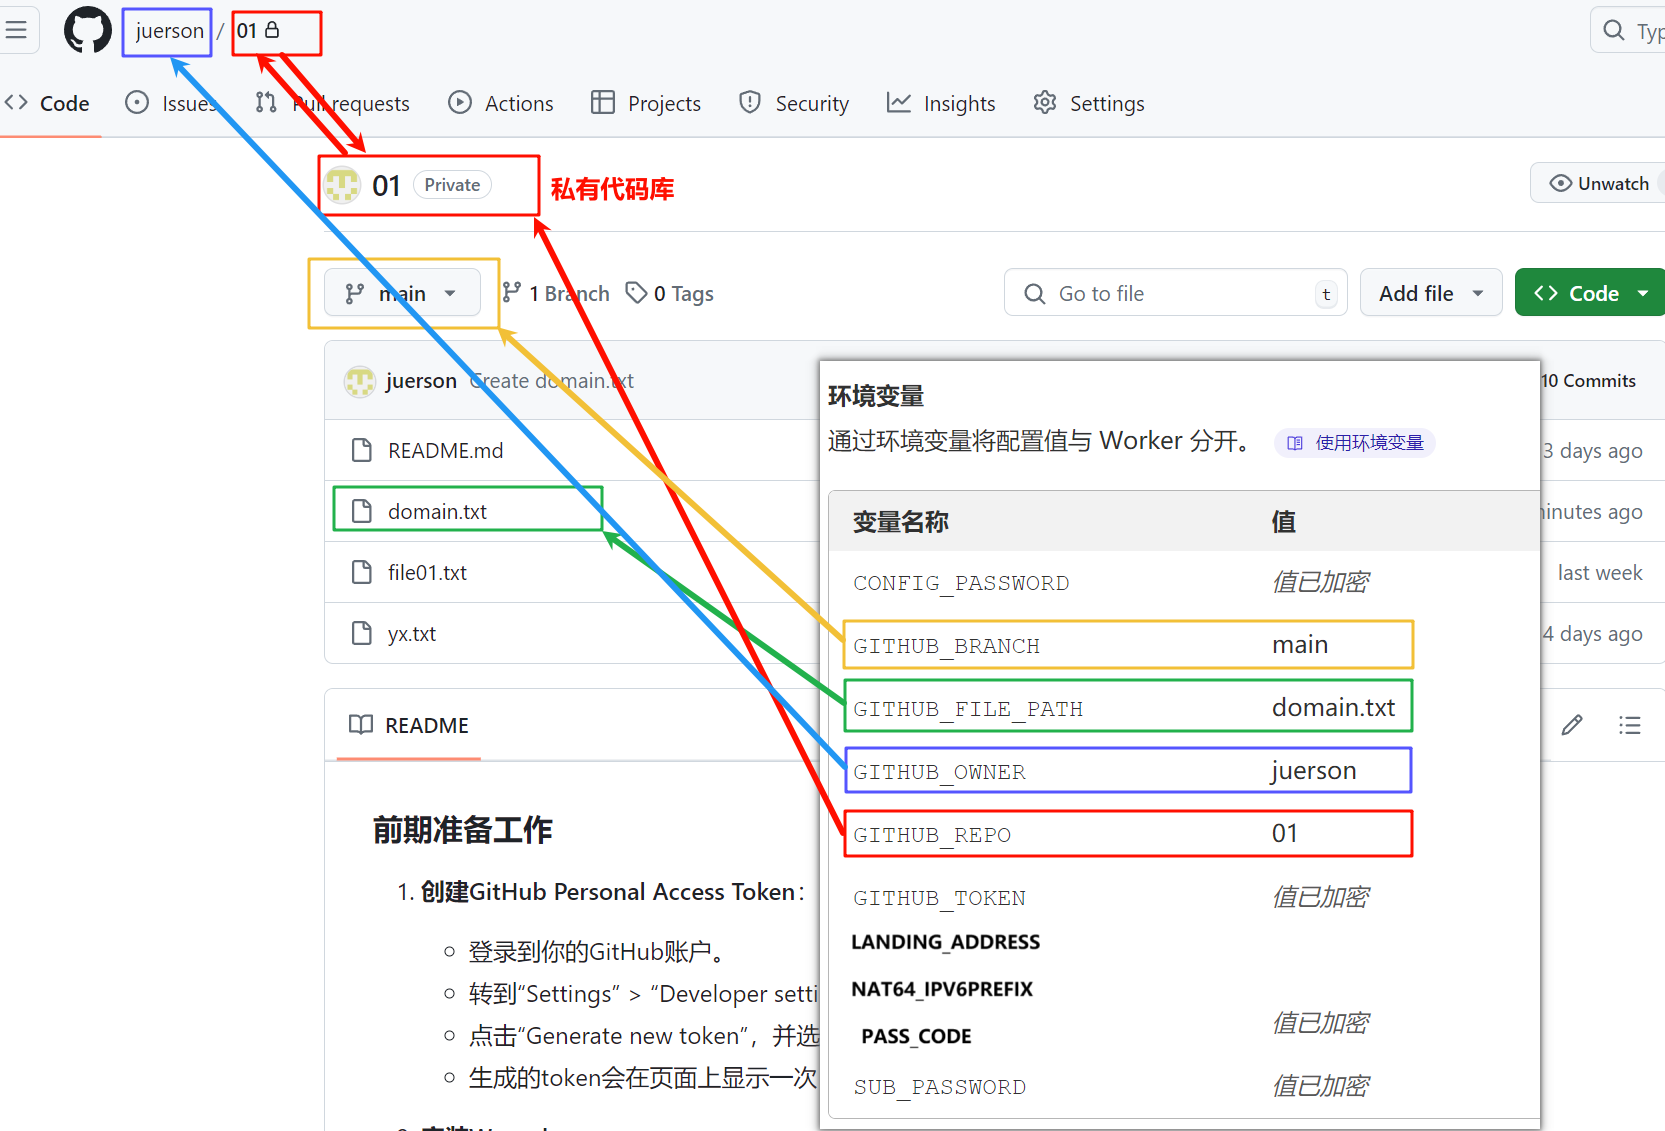 juerson / 01
Typ
Code
Issues
Pull requests
Actions
Projects
Security
Insights
Settings
01 Private
私有代码库
Unwatch
main
1 Branch
0 Tags
Go to file
t
Add file
Code
juerson Create domain.txt
10 Commits
README.md
3 days ago
domain.txt
minutes ago
file01.txt
last week
yx.txt
4 days ago
README
前期准备工作
1. 创建GitHub Personal Access Token：
登录到你的GitHub账户。
转到“Settings” > “Developer setti
点击“Generate new token”，并选
生成的token会在页面上显示一次
环境变量
通过环境变量将配置值与 Worker 分开。 使用环境变量
变量名称 值
CONFIG_PASSWORD 值已加密
GITHUB_BRANCH main
GITHUB_FILE_PATH domain.txt
GITHUB_OWNER juerson
GITHUB_REPO 01
GITHUB_TOKEN 值已加密
LANDING_ADDRESS
NAT64_IPV6PREFIX
PASS_CODE 值已加密
SUB_PASSWORD 值已加密